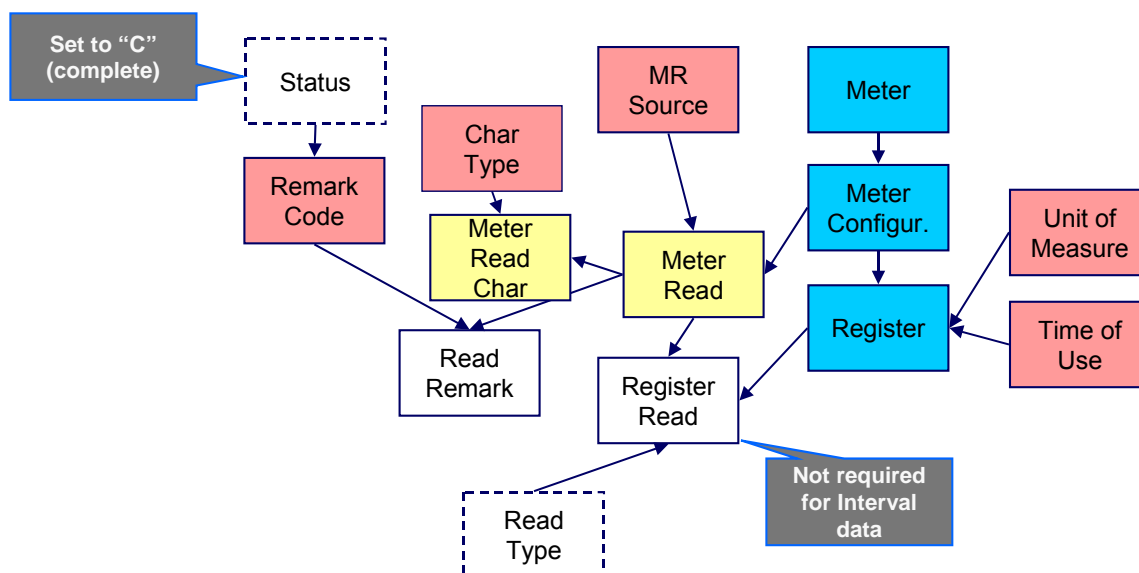 Set to “C”
(complete)
Status
MR
Source
Meter
Char
Type
Remark
Code
Meter
Configur.
Unit of
Measure
Meter
Read
Char
Meter
Read
Register
Time of
Use
Read
Remark
Register
Read
Not required
for Interval
data
Read
Type